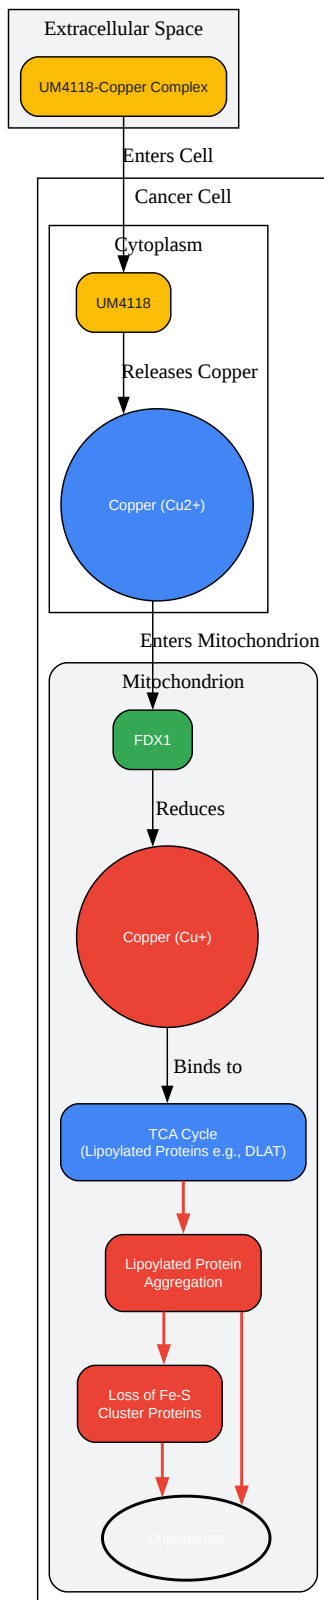 Extracellular Space
UM4118-Copper Complex
Enters Cell
Cancer Cell
Cytoplasm
UM4118
Releases Copper
Copper (Cu2+)
Enters Mitochondrion
Mitochondrion
FDX1
Reduces
Copper (Cu+)
Binds to
TCA Cycle
(Lipoylated Proteins e.g., DLAT)
Lipoylated Protein
Aggregation
Loss of Fe-S
Cluster Proteins
Cuproptosis